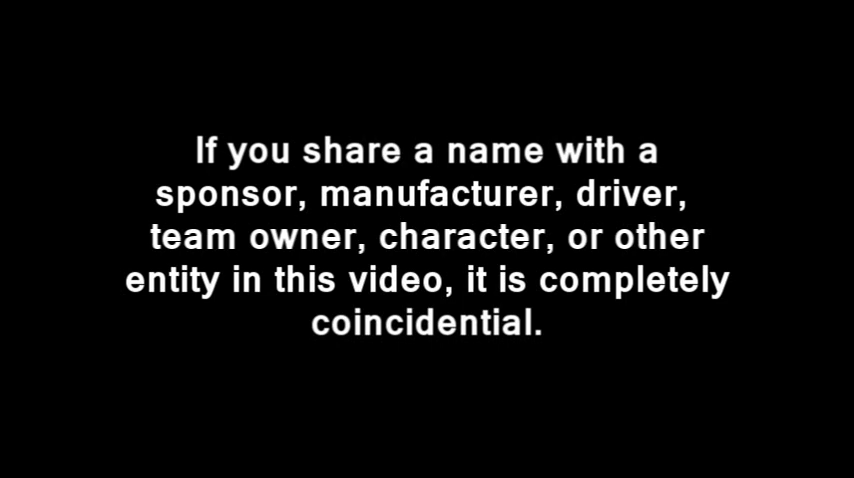 If you share a name with a
sponsor, manufacturer, driver,
team owner, character, or other
entity in this video, it is completely
coincidential.